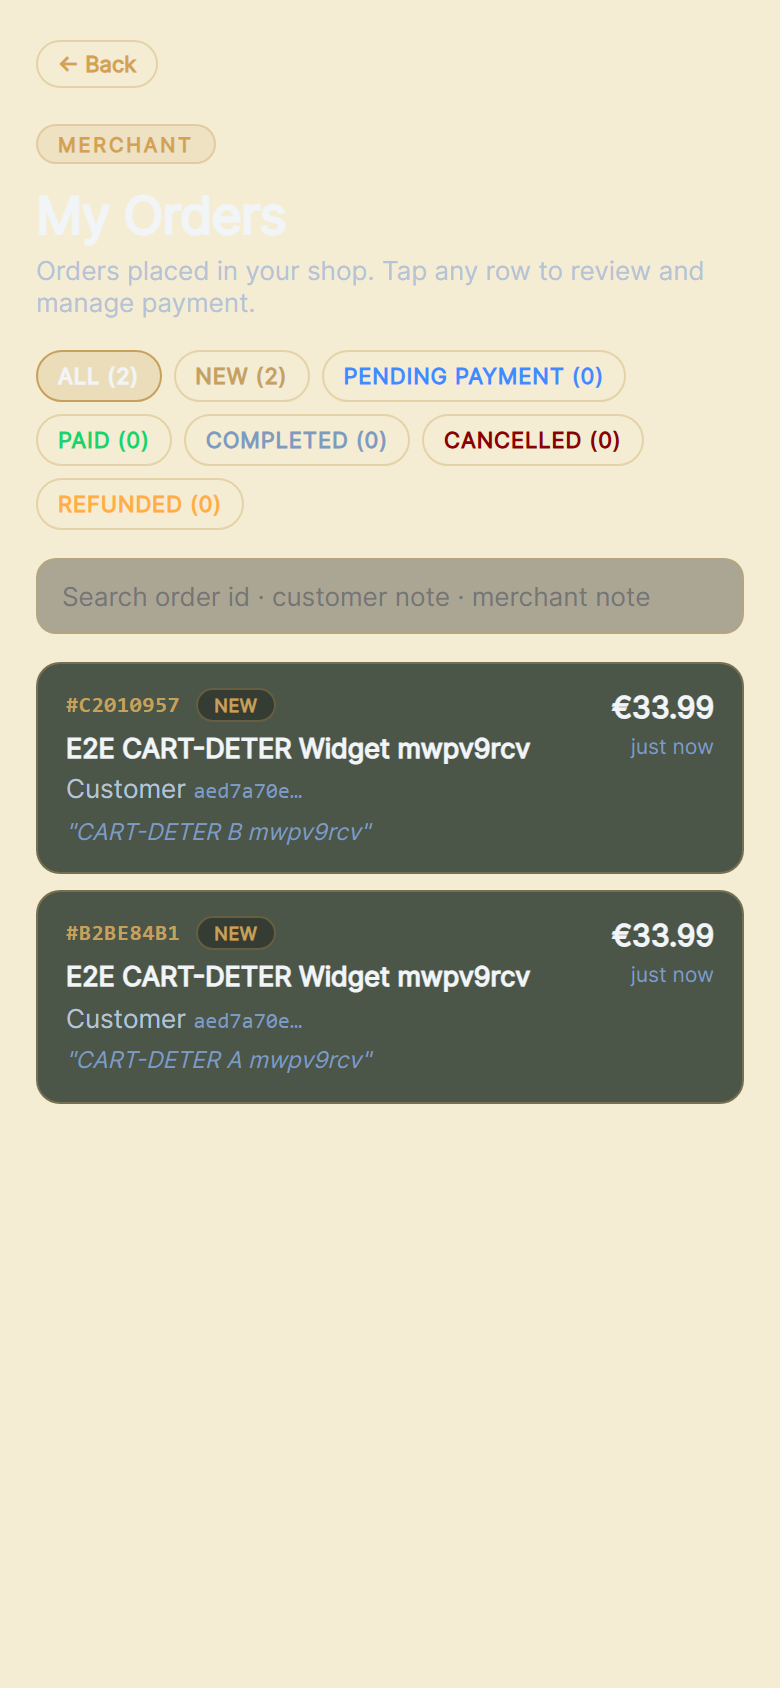 ← Back
MERCHANT
My Orders
Orders placed in your shop. Tap any row to review and
manage payment.
ALL (2) NEW (2) PENDING PAYMENT (0)
PAID (0) COMPLETED (0) CANCELLED (0)
REFUNDED (0)
Search order id · customer note · merchant note
#C2010957 NEW €33.99
E2E CART-DETER Widget mwpv9rcv just now
Customer aed7a70e…
"CART-DETER B mwpv9rcv"
#B2BE84B1 NEW €33.99
E2E CART-DETER Widget mwpv9rcv just now
Customer aed7a70e…
"CART-DETER A mwpv9rcv"